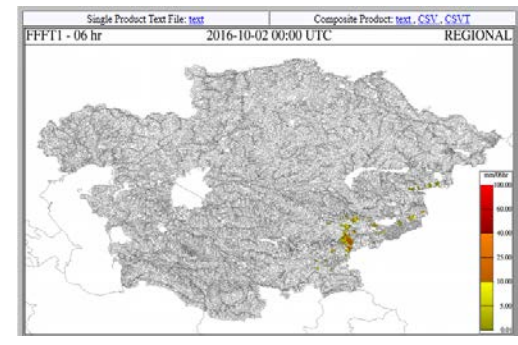 Single Product Text File: text
Composite Product: text , CSV , CSVT
FFFT1 - 06 hr
2016-10-02 00:00 UTC
REGIONAL
mm/06hr
100.00
60.00
40.00
25.00
10.00
5.00
0.01